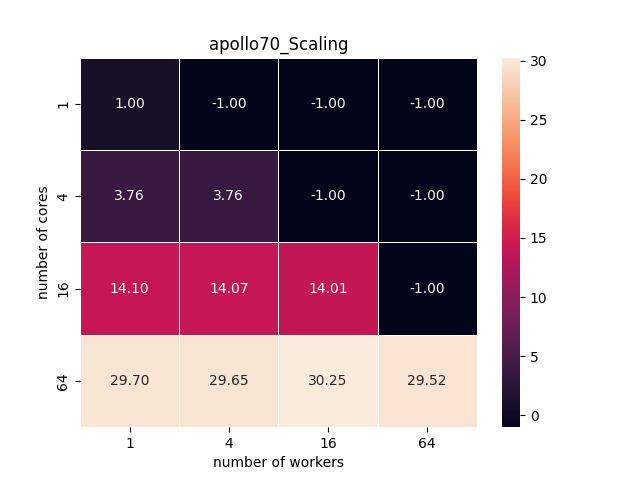 apollo70_Scaling
1 1.00 -1.00 -1.00 -1.00
4 3.76 3.76 -1.00 -1.00
16 14.10 14.07 14.01 -1.00
64 29.70 29.65 30.25 29.52
number of cores
1 4 16 64
number of workers
30
25
20
15
10
5
0